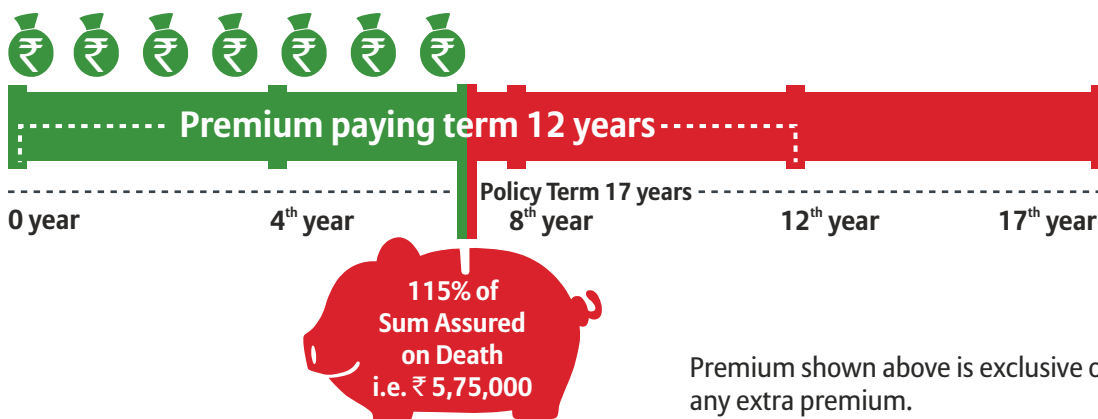 ₹ ₹ ₹ ₹ ₹ ₹ ₹
Premium paying term 12 years
Policy Term 17 years
0 year 4th year 8th year 12th year 17th year
115% of
Sum Assured
on Death
i.e. ₹ 5,75,000
Premium shown above is exclusive
any extra premium.